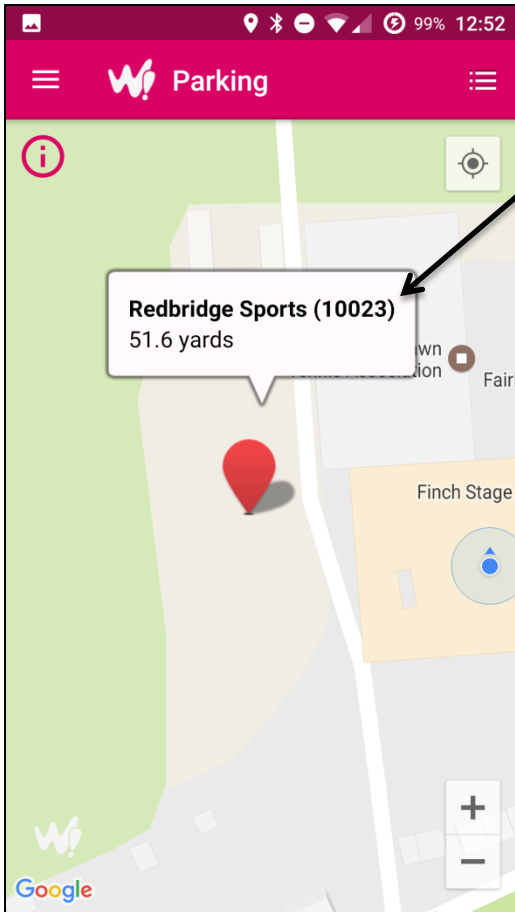 99% 12:52
W! Parking
Redbridge Sports (10023)
51.6 yards
Fair
Finch Stage
W!
Google